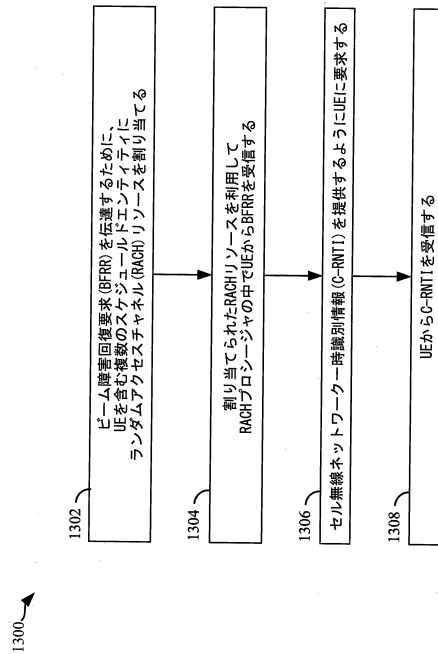 1300
1302
ビーム障害回復要求(BFRR)を伝達するために、
UEを含む複数のスケジュールドエンティティに
ランダムアクセスチャネル(RACH)リソースを割り当てる
1304
割り当てられたRACHリソースを利用して
RACHプロシージャの中でUEからBFRRを受信する
1306
セル無線ネットワーク一時識別情報(C-RNTI)を提供するようにUEに要求する
1308
UEからC-RNTIを受信する